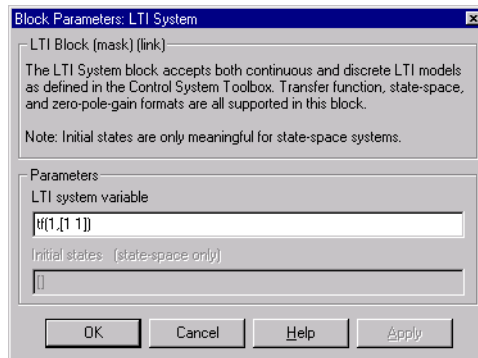 Block Parameters: LTI System
LTI Block (mask) (link)
The LTI System block accepts both continuous and discrete LTI models
as defined in the Control System Toolbox. Transfer function, state-space,
and zero-pole-gain formats are all supported in this block.
Note: Initial states are only meaningful for state-space systems.
Parameters
LTI system variable
tf(1,[1 1])
Initial states (state-space only)
[]
OK Cancel Help Apply